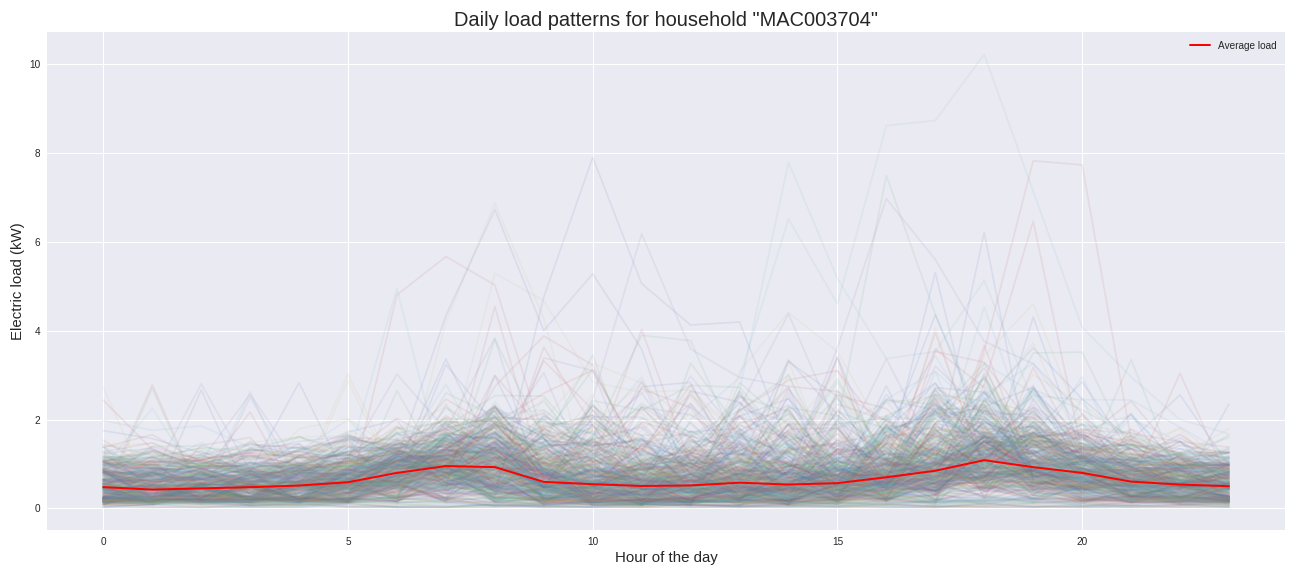 Daily load patterns for household "MAC003704"
Average load
10
8
6
4
2
0
Electric load (kW)
0 5 10 15 20
Hour of the day